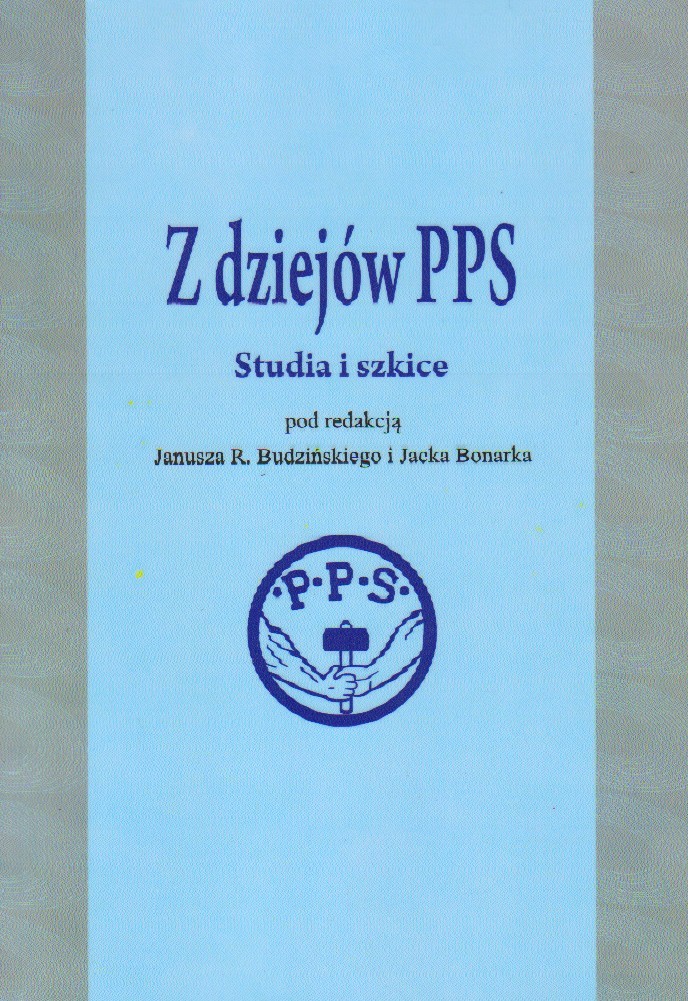 Z dziejów PPS
Studia i szkice
pod redakcją
Janusza R. Budzińskiego i Jacka Bonarka
·P·P·S·